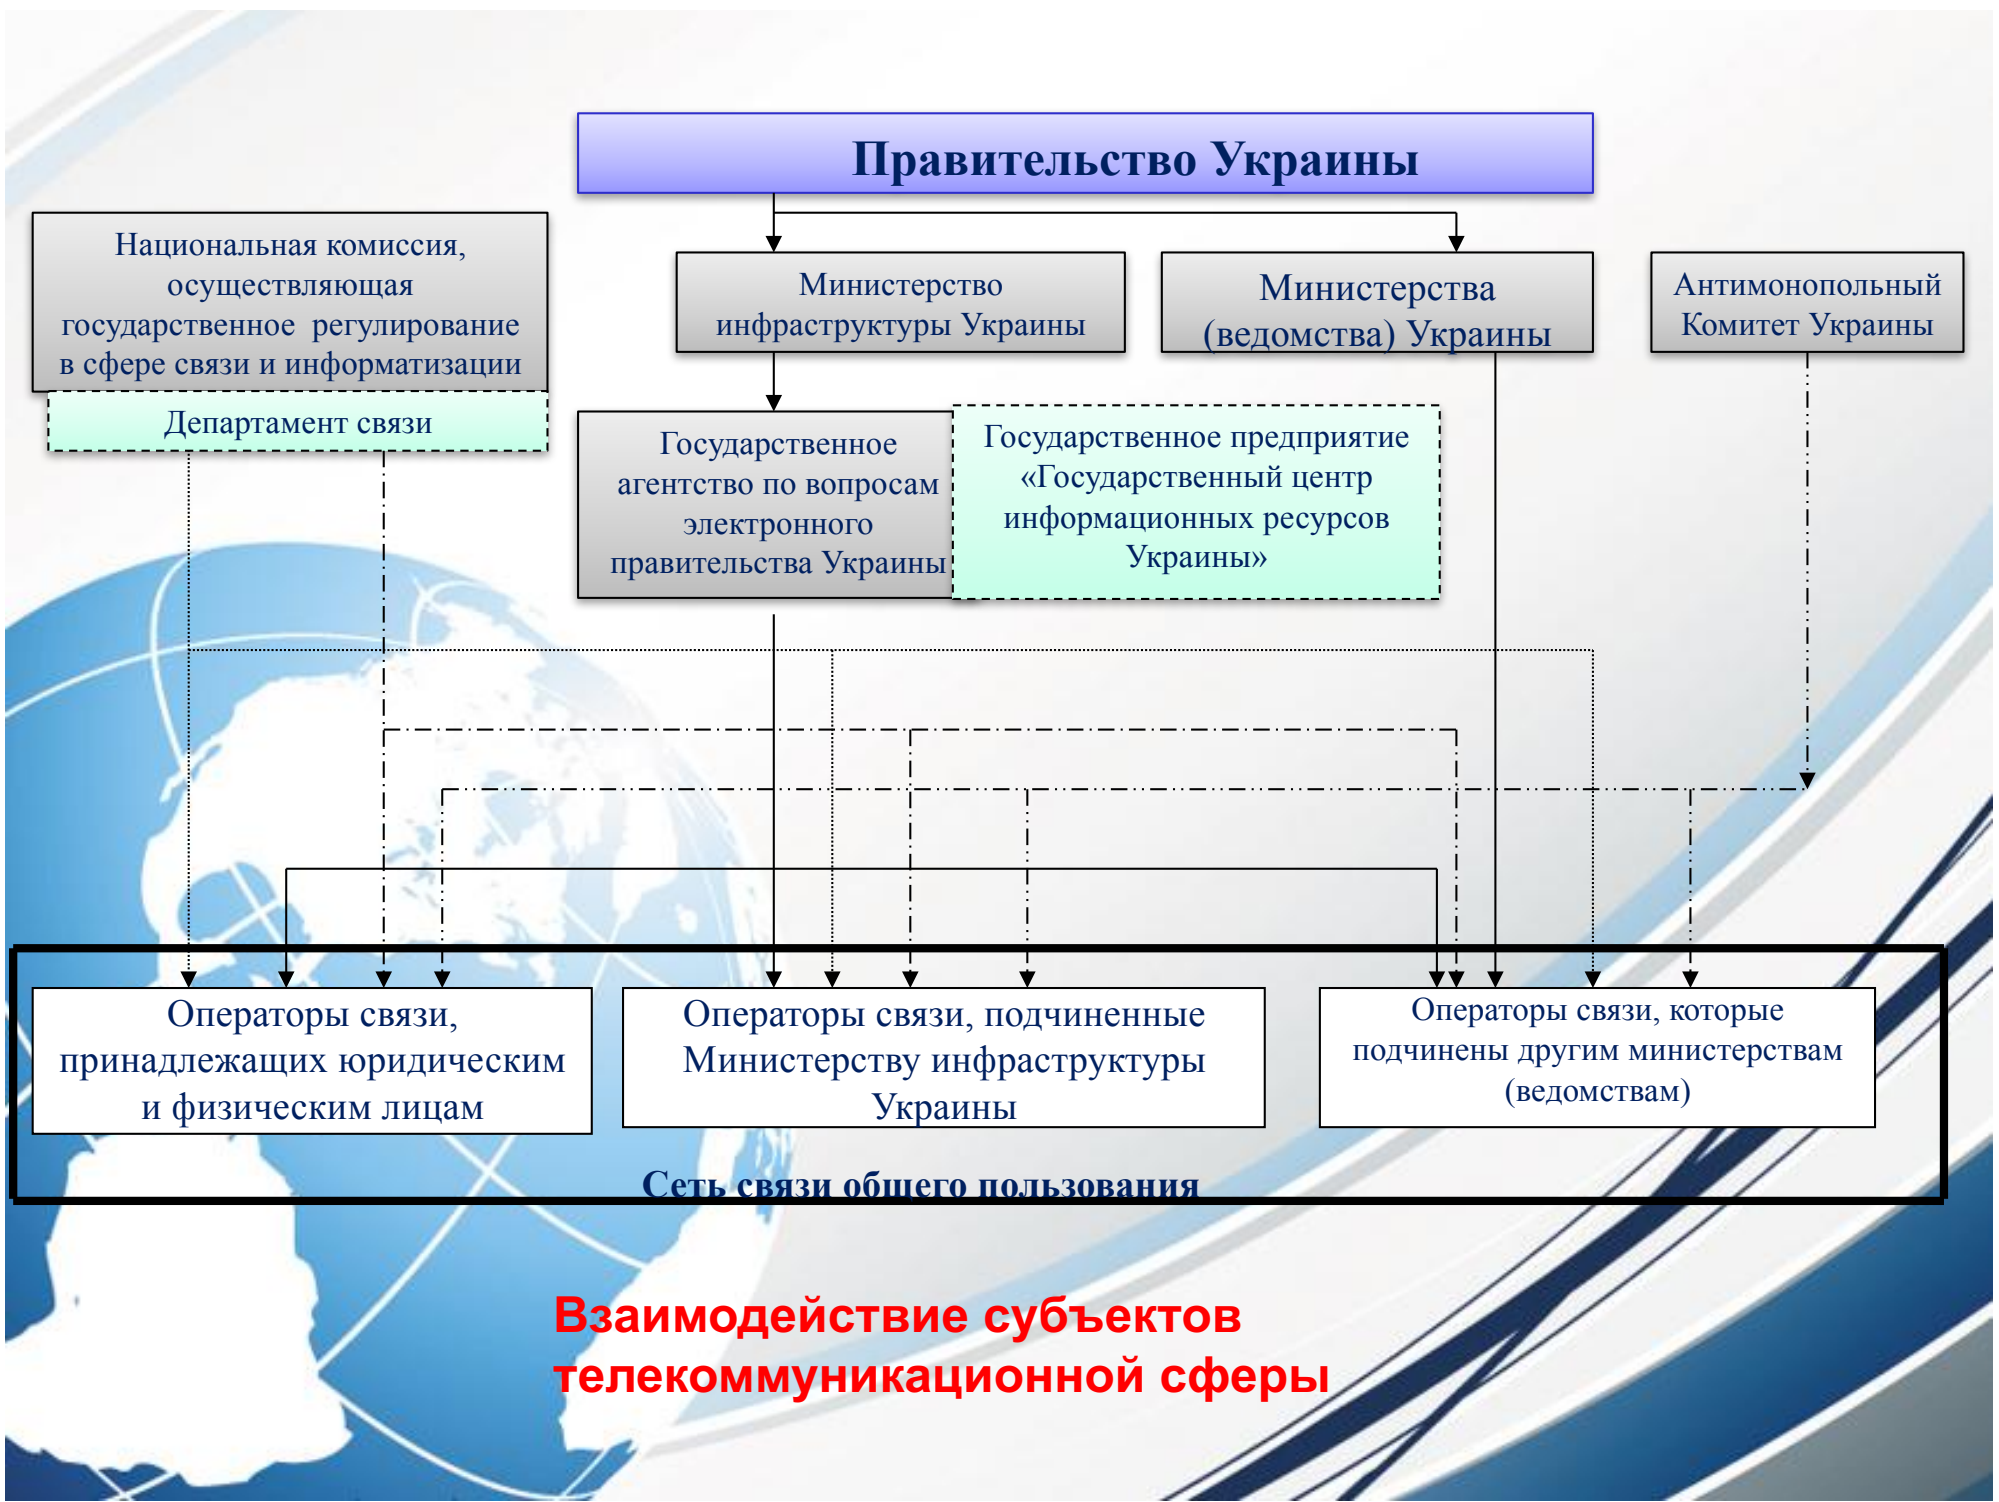 Правительство Украины
Национальная комиссия,
осуществляющая
государственное регулирование
в сфере связи и информатизации
Департамент связи
Министерство
инфраструктуры Украины
Министерства
(ведомства) Украины
Антимонопольный
Комитет Украины
Государственное
агентство по вопросам
электронного
правительства Украины
Государственное предприятие
«Государственный центр
информационных ресурсов
Украины»
Операторы связи,
принадлежащих юридическим
и физическим лицам
Операторы связи, подчиненные
Министерству инфраструктуры
Украины
Операторы связи, которые
подчинены другим министерствам
(ведомствам)
Сеть связи общего пользования
Взаимодействие субъектов
телекоммуникационной сферы